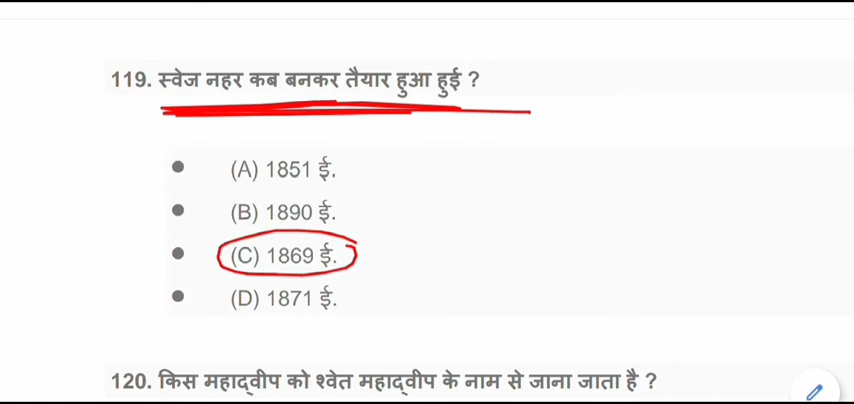 119. स्वेज नहर कब बनकर तैयार हुआ हुई ?
(A) 1851 ई.
(B) 1890 ई.
(C) 1869 ई.
(D) 1871 ई.
120. किस महाद्वीप को श्वेत महाद्वीप के नाम से जाना जाता है ?